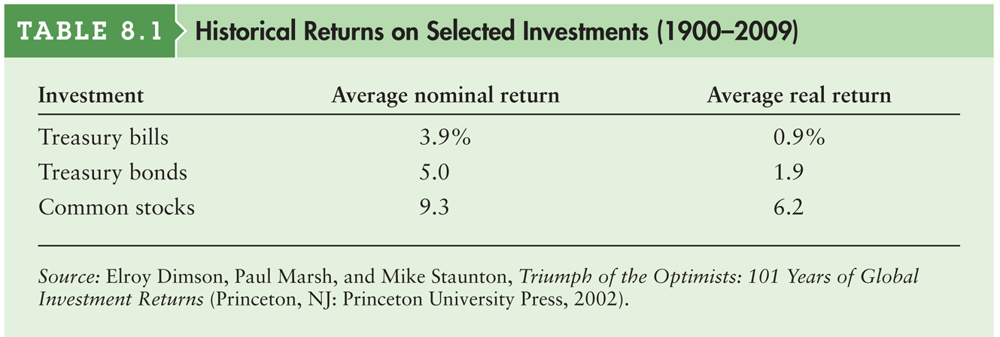 TABLE 8.1 Historical Returns on Selected Investments (1900–2009)
Investment Average nominal return Average real return
Treasury bills 3.9% 0.9%
Treasury bonds 5.0 1.9
Common stocks 9.3 6.2
Source: Elroy Dimson, Paul Marsh, and Mike Staunton, Triumph of the Optimists: 101 Years of Global
Investment Returns (Princeton, NJ: Princeton University Press, 2002).